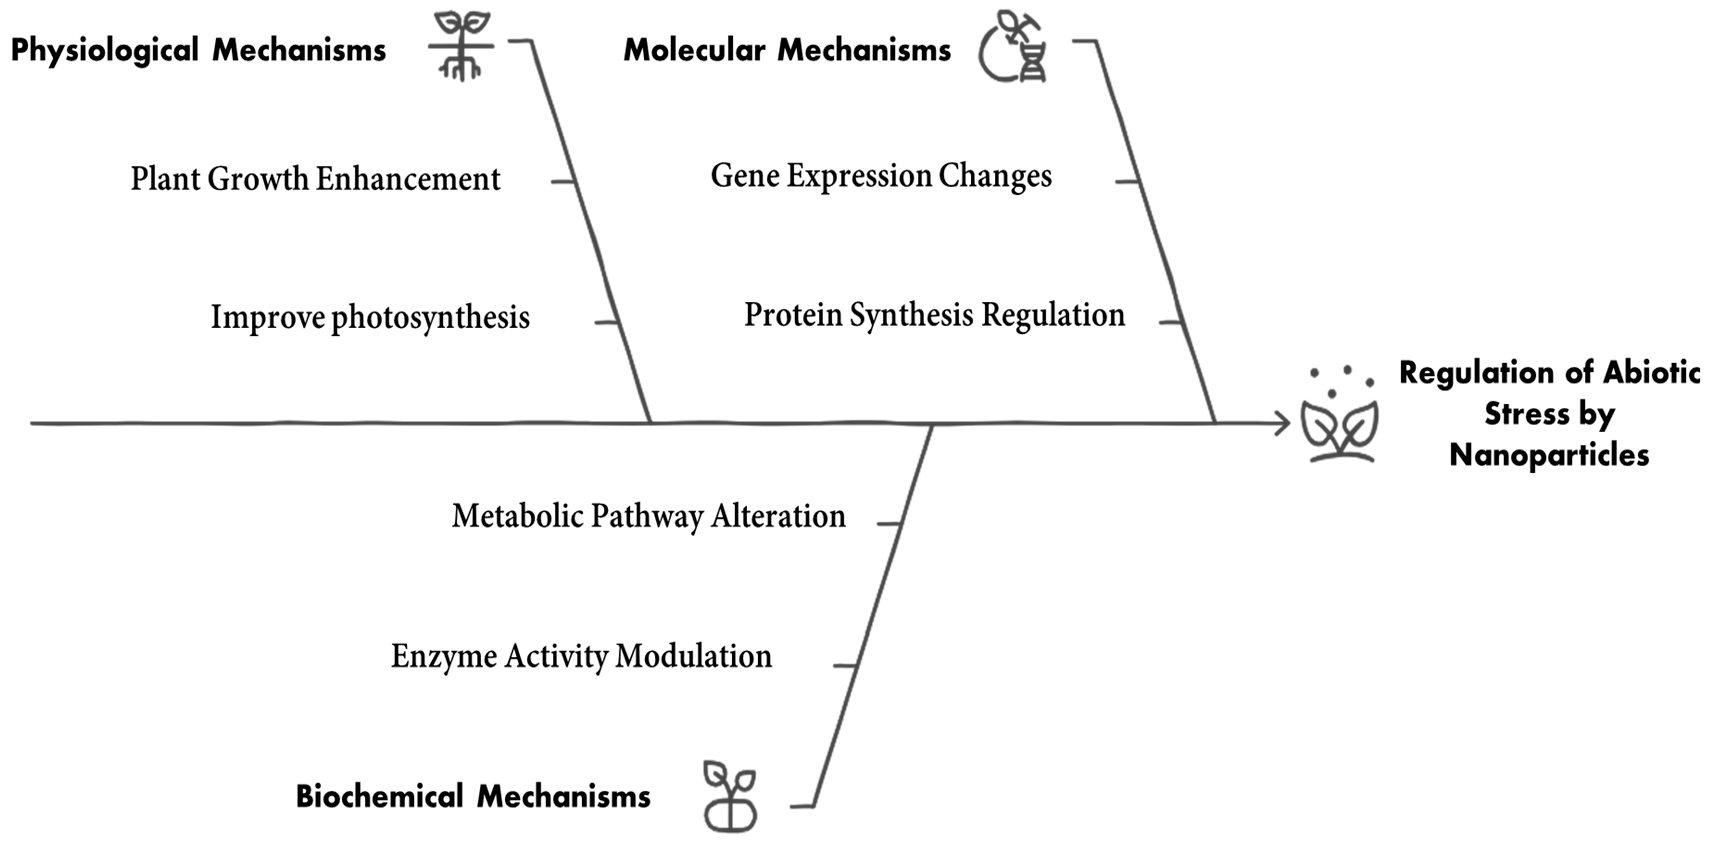 Physiological Mechanisms
Molecular Mechanisms
Plant Growth Enhancement
Gene Expression Changes
Improve photosynthesis
Protein Synthesis Regulation
Regulation of Abiotic
Stress by
Nanoparticles
Metabolic Pathway Alteration
Enzyme Activity Modulation
Biochemical Mechanisms